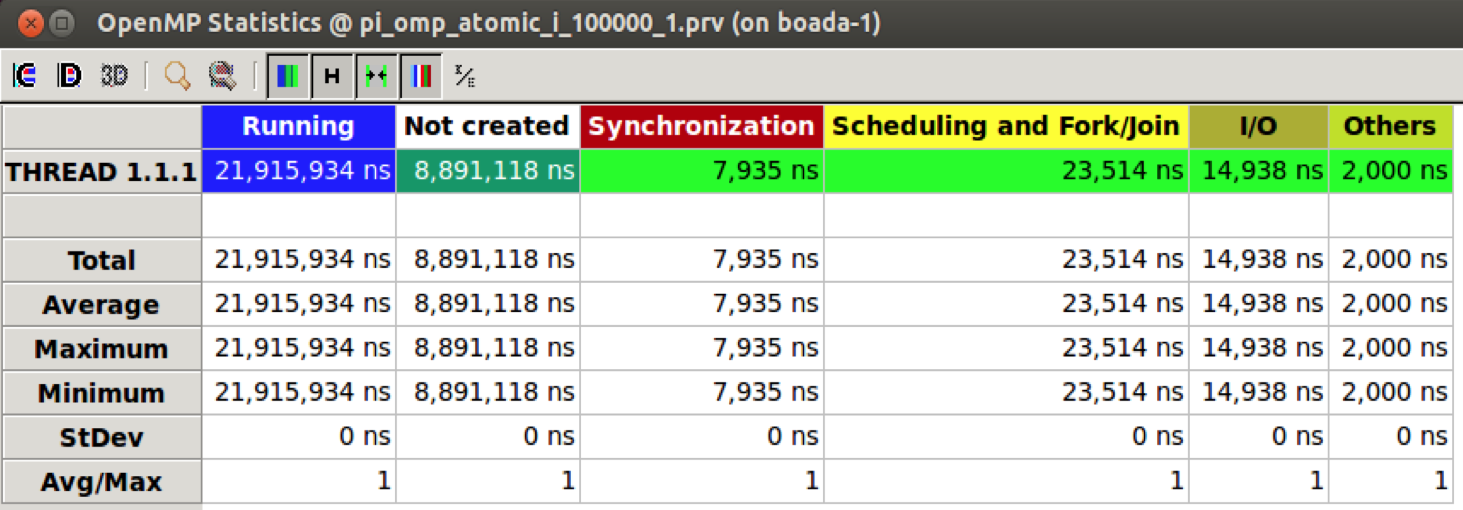 OpenMP Statistics @ pi_omp_atomic_i_100000_1.prv (on boada-1)
3D H
Running Not created Synchronization Scheduling and Fork/Join I/O Others
THREAD 1.1.1 21,915,934 ns 8,891,118 ns 7,935 ns 23,514 ns 14,938 ns 2,000 ns
Total 21,915,934 ns 8,891,118 ns 7,935 ns 23,514 ns 14,938 ns 2,000 ns
Average 21,915,934 ns 8,891,118 ns 7,935 ns 23,514 ns 14,938 ns 2,000 ns
Maximum 21,915,934 ns 8,891,118 ns 7,935 ns 23,514 ns 14,938 ns 2,000 ns
Minimum 21,915,934 ns 8,891,118 ns 7,935 ns 23,514 ns 14,938 ns 2,000 ns
StDev 0 ns 0 ns 0 ns 0 ns 0 ns 0 ns
Avg/Max 1 1 1 1 1 1